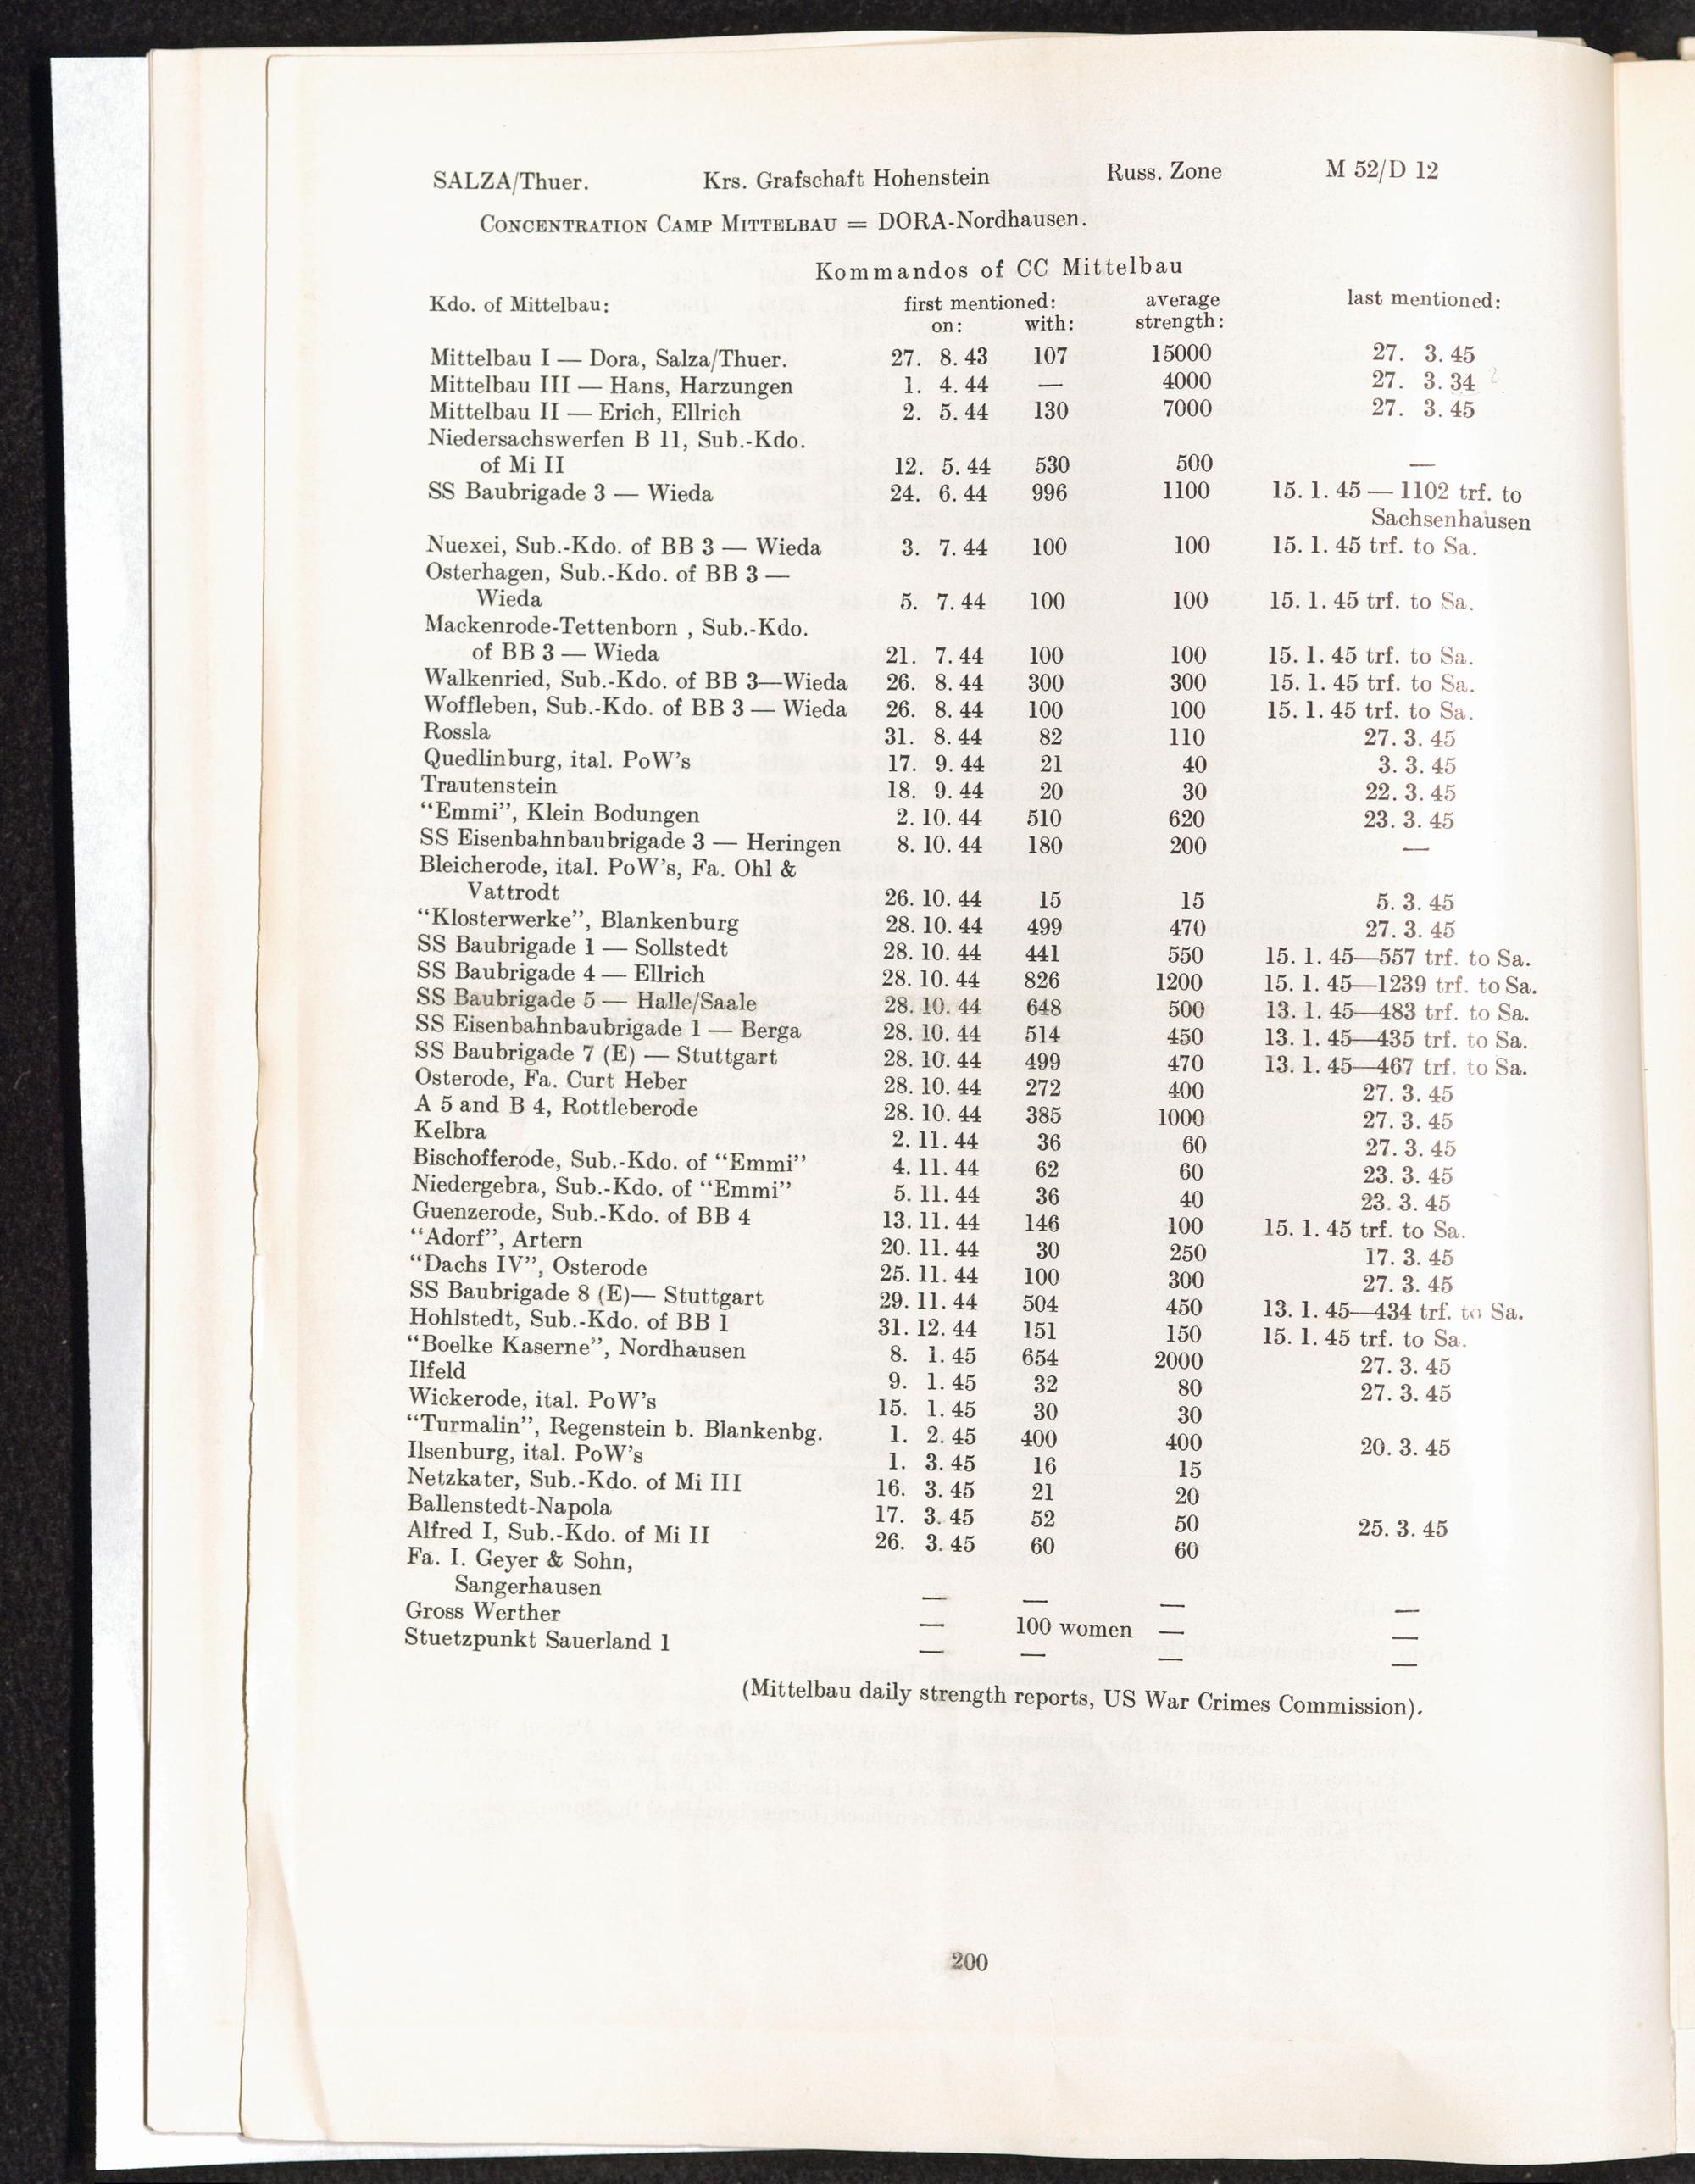 SALZA/Thuer. Krs. Grafschaft Hohenstein Russ. Zone M 52/D 12
CONCENTRATION CAMP MITTELBAU = DORA-Nordhausen.
Kommandos of CC Mittelbau
Kdo. of Mittelbau: first mentioned: average last mentioned:
on: with: strength:
Mittelbau I — Dora, Salza/Thuer. 27. 8. 43 107 15000 27. 3. 45
Mittelbau III — Hans, Harzungen 1. 4. 44 — 4000 27. 3. 34
Mittelbau II — Erich, Ellrich 2. 5. 44 130 7000 27. 3. 45
Niedersachswerfen B 11, Sub.-Kdo.
of Mi II 12. 5. 44 530 500 —
SS Baubrigade 3 — Wieda 24. 6. 44 996 1100 15. 1. 45 — 1102 trf. to
Sachsenhausen
Nuexei, Sub.-Kdo. of BB 3 — Wieda 3. 7. 44 100 100 15. 1. 45 trf. to Sa.
Osterhagen, Sub.-Kdo. of BB 3 —
Wieda 5. 7. 44 100 100 15. 1. 45 trf. to Sa.
Mackenrode-Tettenborn , Sub.-Kdo.
of BB 3 — Wieda 21. 7. 44 100 100 15. 1. 45 trf. to Sa.
Walkenried, Sub.-Kdo. of BB 3—Wieda 26. 8. 44 300 300 15. 1. 45 trf. to Sa.
Woffleben, Sub.-Kdo. of BB 3 — Wieda 26. 8. 44 100 100 15. 1. 45 trf. to Sa.
Rossla 31. 8. 44 82 110 27. 3. 45
Quedlinburg, ital. PoW's 17. 9. 44 21 40 3. 3. 45
Trautenstein 18. 9. 44 20 30 22. 3. 45
“Emmi”, Klein Bodungen 2. 10. 44 510 620 23. 3. 45
SS Eisenbahnbaubrigade 3 — Heringen 8. 10. 44 180 200 —
Bleicherode, ital. PoW's, Fa. Ohl &
Vattrodt 26. 10. 44 15 15 5. 3. 45
“Klosterwerke”, Blankenburg 28. 10. 44 499 470 27. 3. 45
SS Baubrigade 1 — Sollstedt 28. 10. 44 441 550 15. 1. 45—557 trf. to Sa.
SS Baubrigade 4 — Ellrich 28. 10. 44 826 1200 15. 1. 45—1239 trf. to Sa.
SS Baubrigade 5 — Halle/Saale 28. 10. 44 648 500 13. 1. 45—483 trf. to Sa.
SS Eisenbahnbaubrigade 1 — Berga 28. 10. 44 514 450 13. 1. 45—435 trf. to Sa.
SS Baubrigade 7 (E) — Stuttgart 28. 10. 44 499 470 13. 1. 45—467 trf. to Sa.
Osterode, Fa. Curt Heber 28. 10. 44 272 400 27. 3. 45
A 5 and B 4, Rottleberode 28. 10. 44 385 1000 27. 3. 45
Kelbra 2. 11. 44 36 60 27. 3. 45
Bischofferode, Sub.-Kdo. of “Emmi” 4. 11. 44 62 60 23. 3. 45
Niedergebra, Sub.-Kdo. of “Emmi” 5. 11. 44 36 40 23. 3. 45
Guenzerode, Sub.-Kdo. of BB 4 13. 11. 44 146 100 15. 1. 45 trf. to Sa.
“Adorf”, Artern 20. 11. 44 30 250 17. 3. 45
“Dachs IV”, Osterode 25. 11. 44 100 300 27. 3. 45
SS Baubrigade 8 (E)— Stuttgart 29. 11. 44 504 450 13. 1. 45—434 trf. to Sa.
Hohlstedt, Sub.-Kdo. of BB 1 31. 12. 44 151 150 15. 1. 45 trf. to Sa.
“Boelke Kaserne”, Nordhausen 8. 1. 45 654 2000 27. 3. 45
Ilfeld 9. 1. 45 32 80 27. 3. 45
Wickerode, ital. PoW's 15. 1. 45 30 30
“Turmalin”, Regenstein b. Blankenbg. 1. 2. 45 400 400 20. 3. 45
Ilsenburg, ital. PoW's 1. 3. 45 16 15
Netzkater, Sub.-Kdo. of Mi III 16. 3. 45 21 20
Ballenstedt-Napola 17. 3. 45 52 50 25. 3. 45
Alfred I, Sub.-Kdo. of Mi II 26. 3. 45 60 60
Fa. I. Geyer & Sohn,
Sangerhausen — — — —
Gross Werther — 100 women — —
Stuetzpunkt Sauerland 1 — — — —
(Mittelbau daily strength reports, US War Crimes Commission).
200